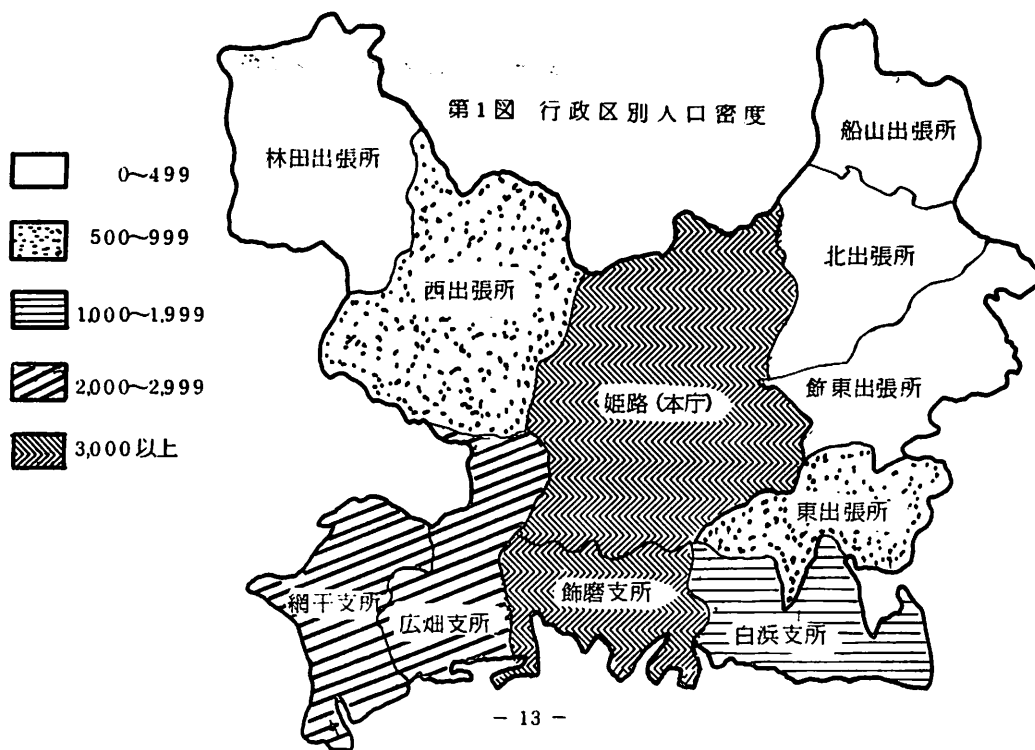 第1図 行政区別人口密度
0〜499
500〜999
1,000〜1,999
2,000〜2,999
3,000以上
船山出張所
林田出張所
北出張所
西出張所
飾東出張所
姫路(本庁)
東出張所
網干支所
広畑支所
飾磨支所
白浜支所
- 13 -